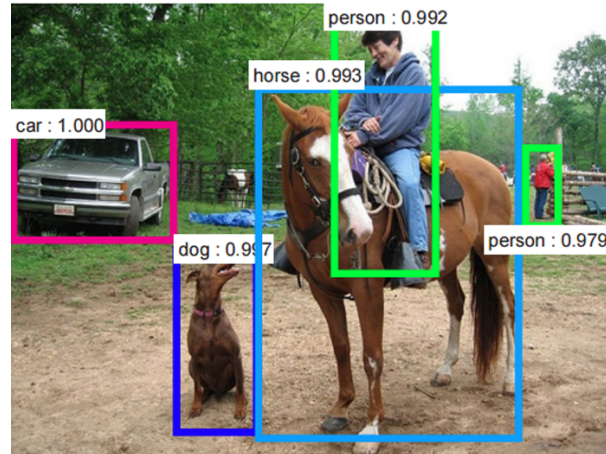 person : 0.992
horse : 0.993
car : 1.000
person : 0.979
dog : 0.997